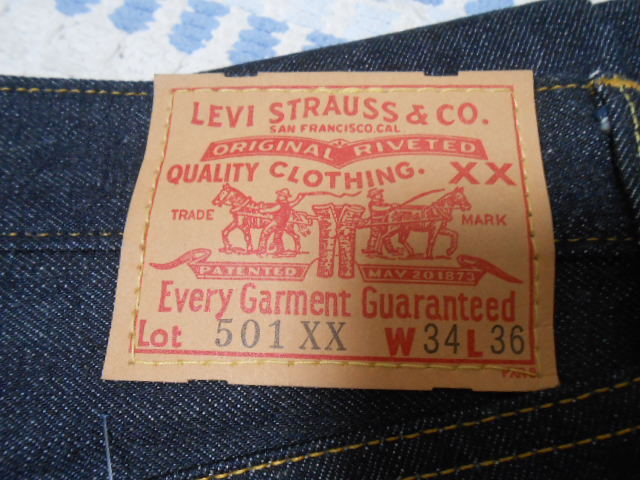 LEVI STRAUSS & CO.
SAN FRANCISCO, CAL
ORIGINAL RIVETED
QUALITY CLOTHING. XX
TRADE MARK
PATENTED MAY 20 1873
Every Garment Guaranteed
Lot 501 XX W 34 L 36